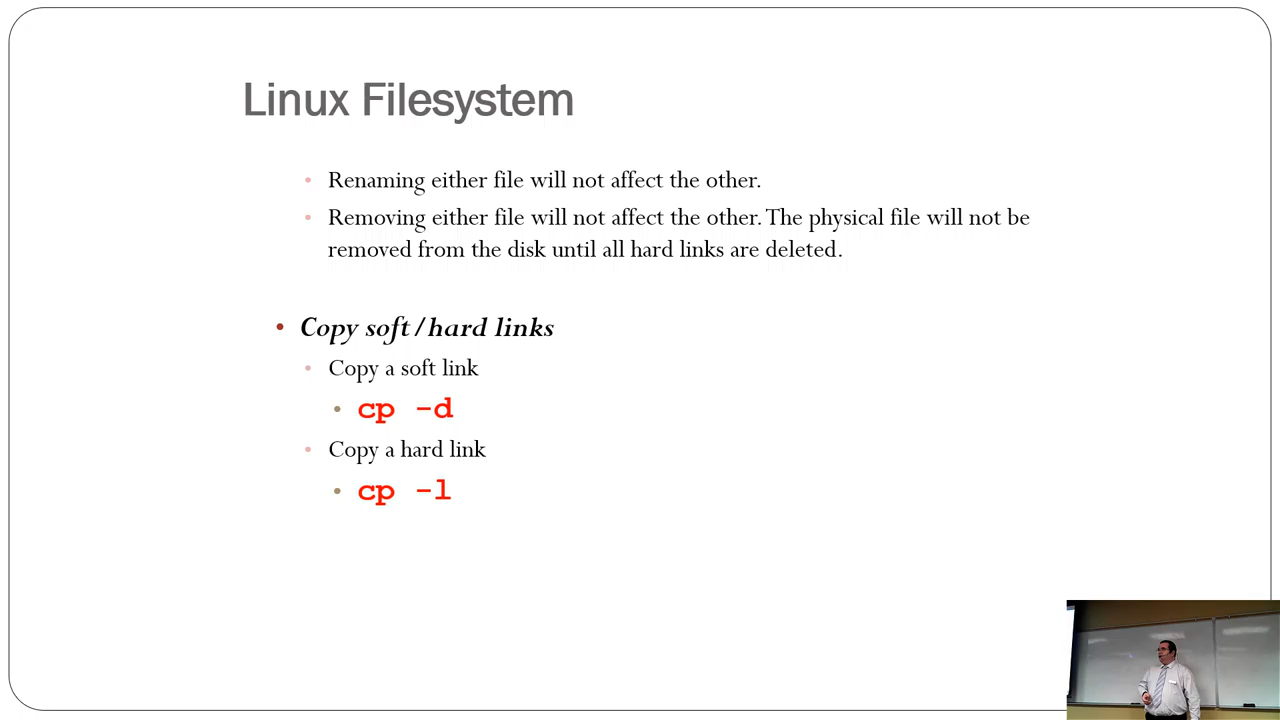 Linux Filesystem
• Renaming either file will not affect the other.
• Removing either file will not affect the other. The physical file will not be
removed from the disk until all hard links are deleted.
• Copy soft/hard links
• Copy a soft link
• cp -d
• Copy a hard link
• cp -l